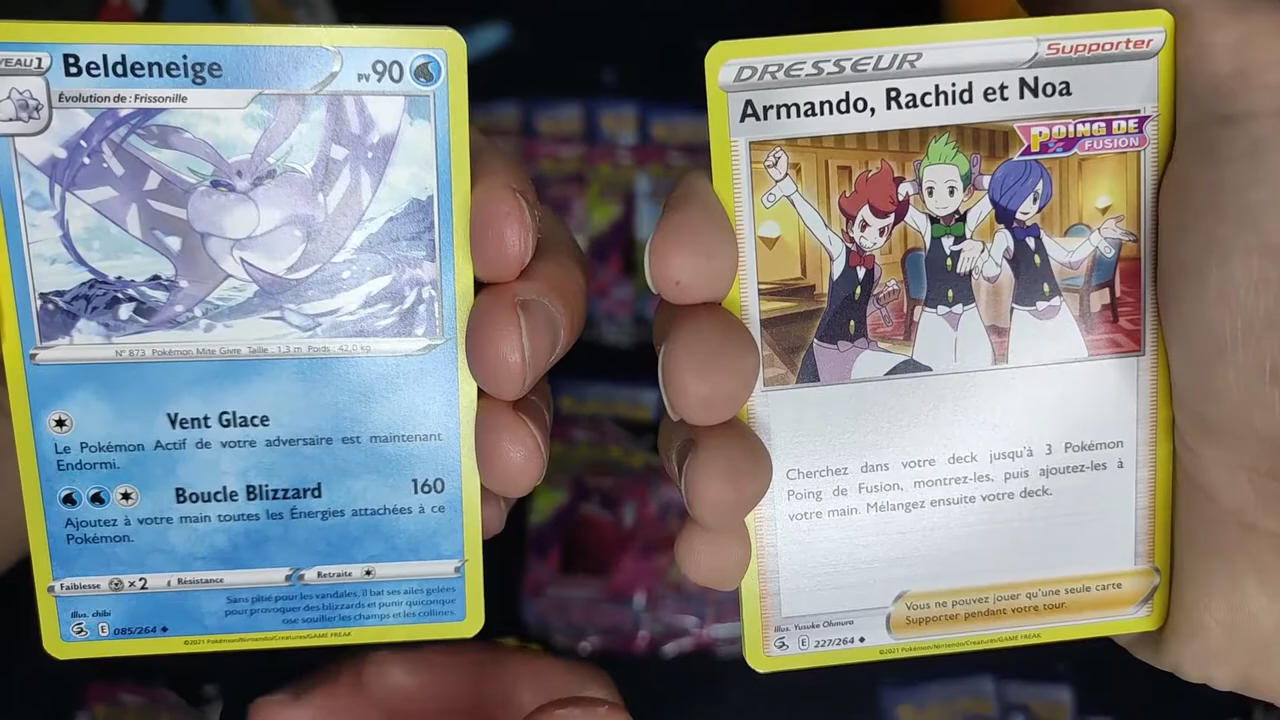 VEAU1
Beldeneige
PV90
Évolution de : Frissonille
N° 873 Pokémon Mite Givre Taille : 1,3 m Poids : 42,0 kg
Vent Glace
Le Pokémon Actif de votre adversaire est maintenant
Endormi.
Boucle Blizzard 160
Ajoutez à votre main toutes les Énergies attachées à ce
Pokémon.
Faiblesse ×2 Résistance Retraite
Sans pitié pour les vandales, il bat ses ailes gelées
pour provoquer des blizzards et punir quiconque
ose souiller les champs et les collines.
Illus. chibi
E 085/264
©2021 Pokémon/Nintendo/Creatures/GAME FREAK
DRESSEUR Supporter
Armando, Rachid et Noa
POING DE
FUSION
Cherchez dans votre deck jusqu'à 3 Pokémon
Poing de Fusion, montrez-les, puis ajoutez-les à
votre main. Mélangez ensuite votre deck.
Vous ne pouvez jouer qu'une seule carte
Supporter pendant votre tour.
Illus. Yusuke Ohmura
E 227/264
©2021 Pokémon/Nintendo/Creatures/GAME FREAK